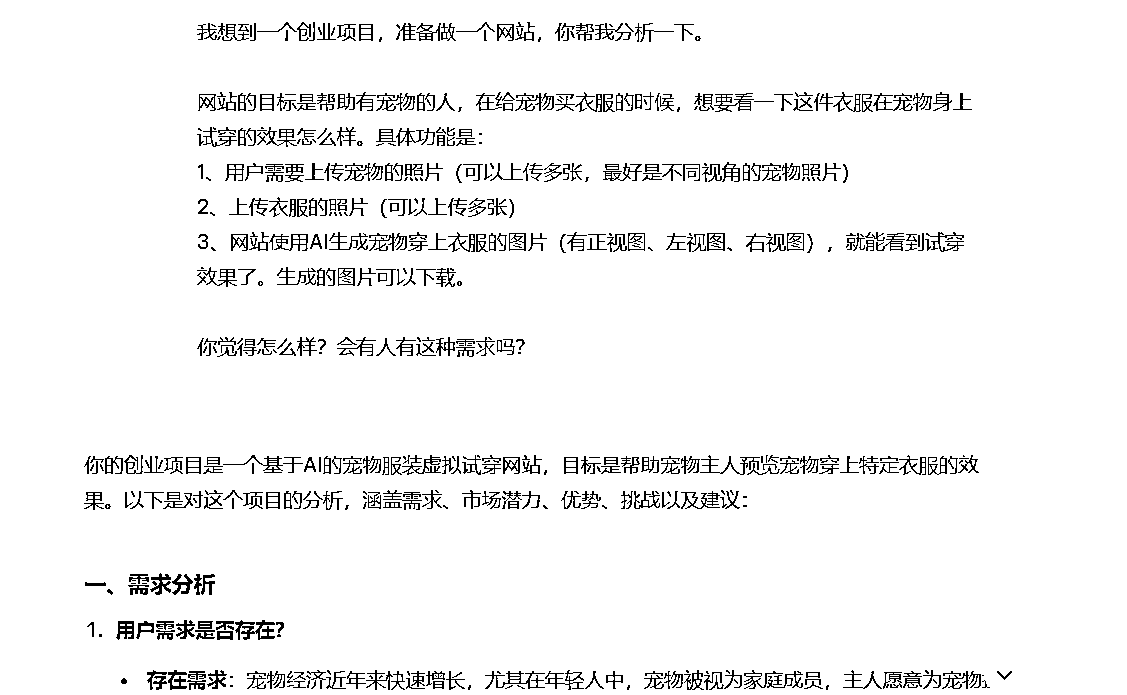 我想到一个创业项目，准备做一个网站，你帮我分析一下。
网站的目标是帮助有宠物的人，在给宠物买衣服的时候，想要看一下这件衣服在宠物身上
试穿的效果怎么样。具体功能是：
1、用户需要上传宠物的照片（可以上传多张，最好是不同视角的宠物照片）
2、上传衣服的照片（可以上传多张）
3、网站使用AI生成宠物穿上衣服的图片（有正视图、左视图、右视图），就能看到试穿
效果了。生成的图片可以下载。
你觉得怎么样？会有人有这种需求吗？
你的创业项目是一个基于AI的宠物服装虚拟试穿网站，目标是帮助宠物主人预览宠物穿上特定衣服的效
果。以下是对这个项目的分析，涵盖需求、市场潜力、优势、挑战以及建议：
一、需求分析
1. 用户需求是否存在？
• 存在需求：宠物经济近年来快速增长，尤其在年轻人中，宠物被视为家庭成员，主人愿意为宠物